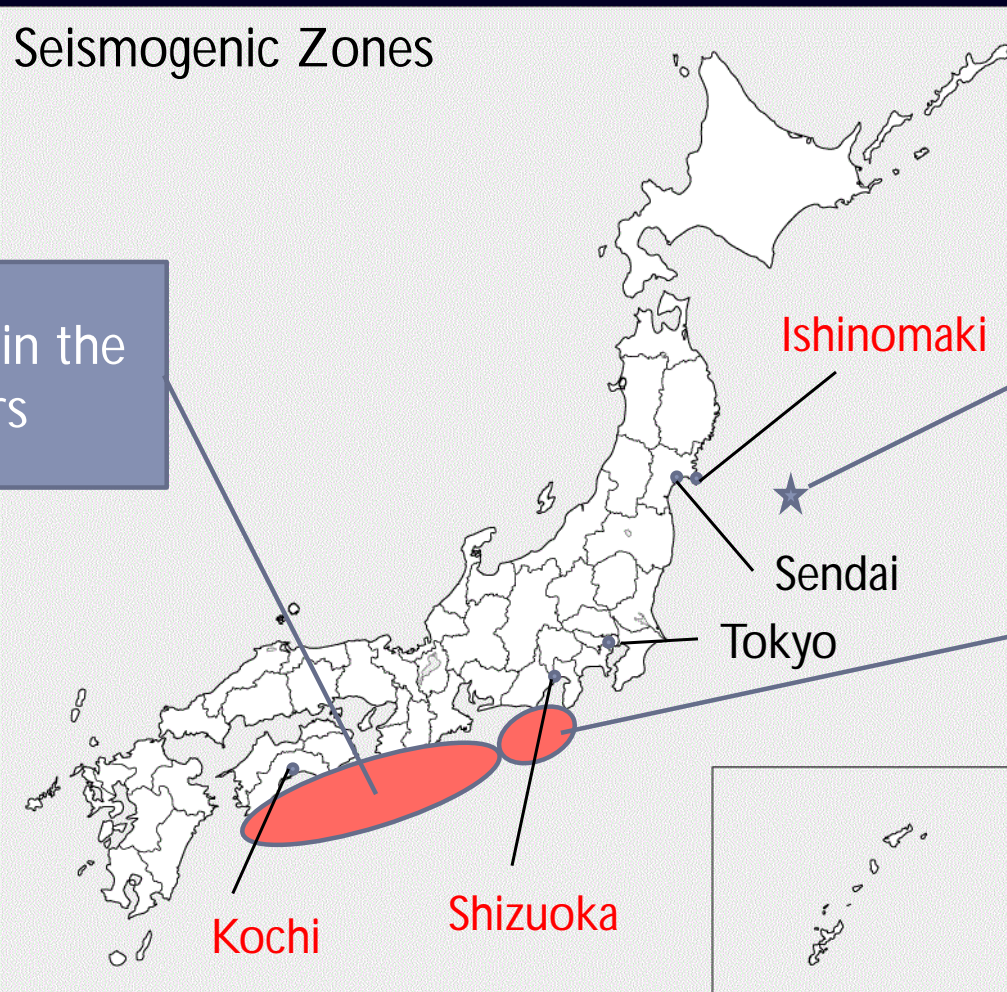 Seismogenic Zones
in the
rs
Ishinomaki
Sendai
Tokyo
Shizuoka
Kochi